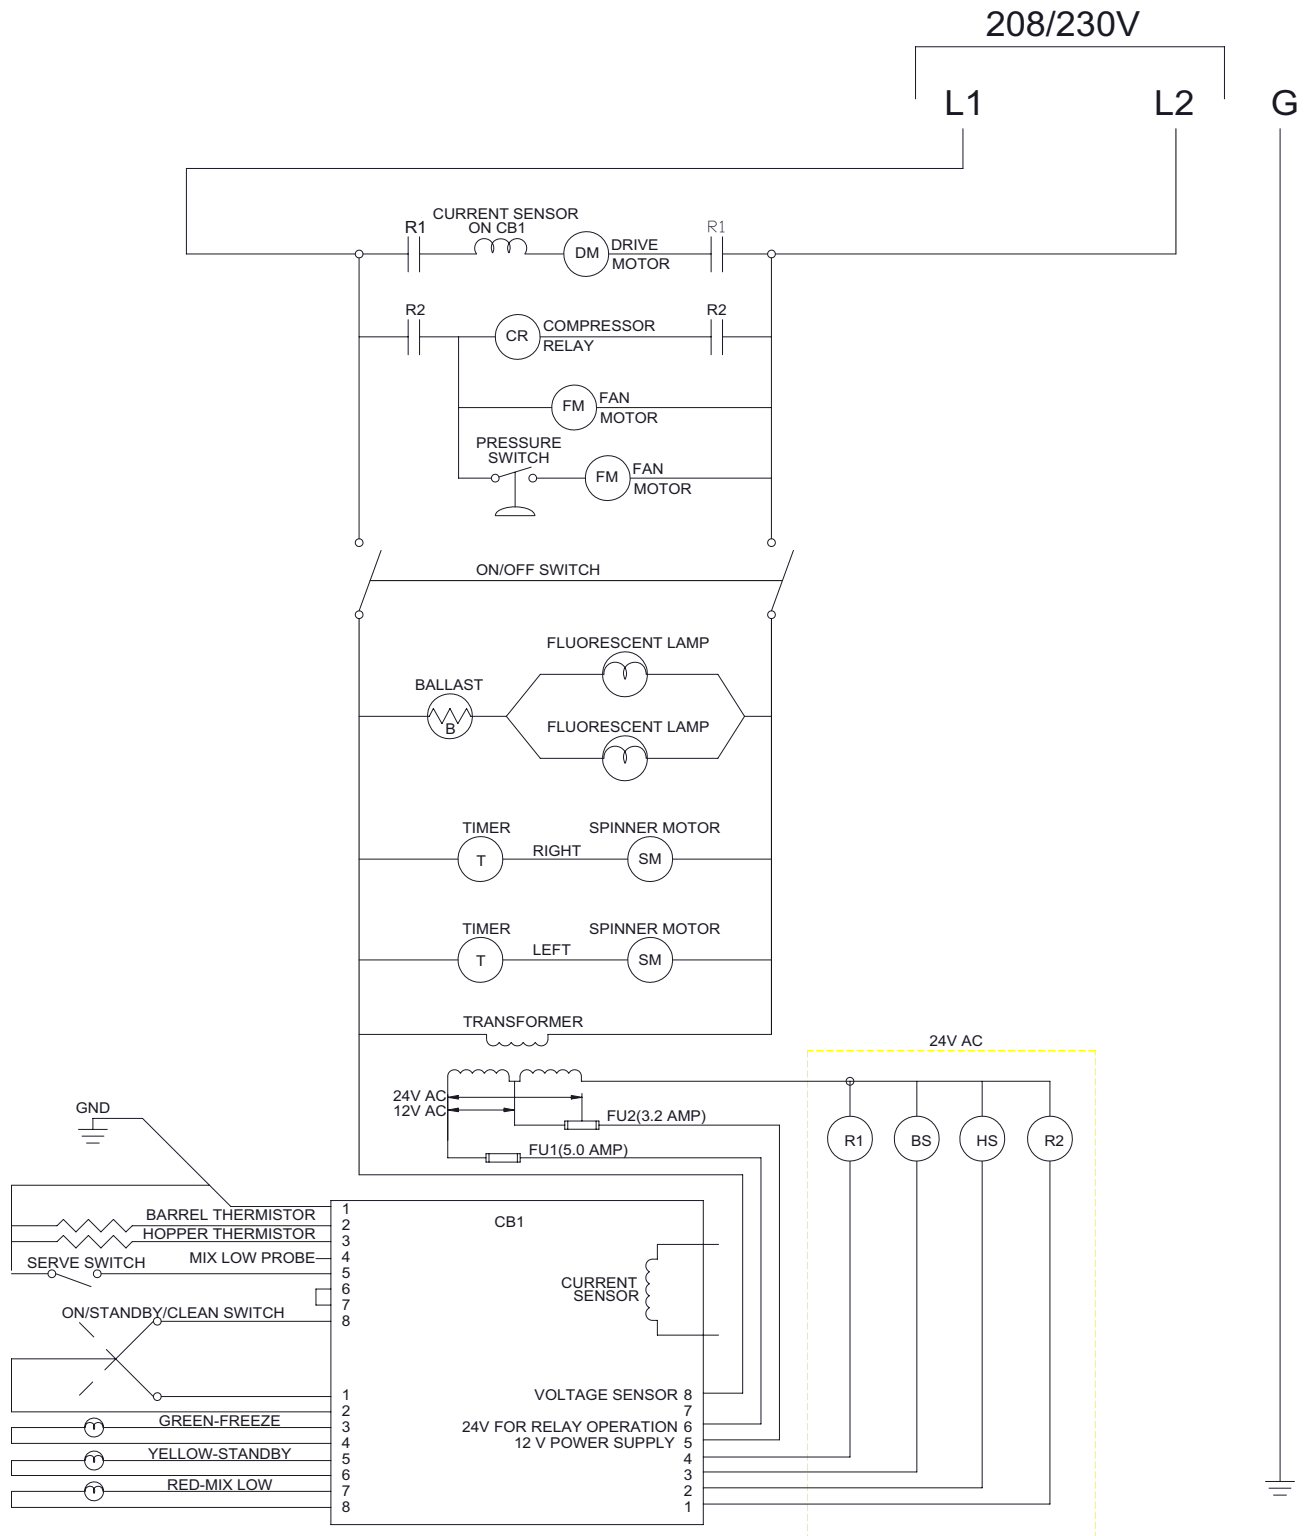 208/230V
L1
L2
G
CURRENT SENSOR
ON CB1
R1
R1
DM
DRIVE
MOTOR
R2
R2
CR
COMPRESSOR
RELAY
FM
FAN
MOTOR
PRESSURE
SWITCH
FM
FAN
MOTOR
ON/OFF SWITCH
FLUORESCENT LAMP
BALLAST
B
FLUORESCENT LAMP
TIMER
SPINNER MOTOR
T
RIGHT
SM
TIMER
SPINNER MOTOR
T
LEFT
SM
TRANSFORMER
24V AC
24V AC
12V AC
FU2(3.2 AMP)
FU1(5.0 AMP)
R1
BS
HS
R2
GND
CB1
1
BARREL THERMISTOR
2
HOPPER THERMISTOR
3
MIX LOW PROBE
4
SERVE SWITCH
5
6
7
ON/STANDBY/CLEAN SWITCH
8
CURRENT
SENSOR
1
2
GREEN-FREEZE
3
4
YELLOW-STANDBY
5
6
RED-MIX LOW
7
8
VOLTAGE SENSOR 8
7
24V FOR RELAY OPERATION 6
12 V POWER SUPPLY 5
4
3
2
1